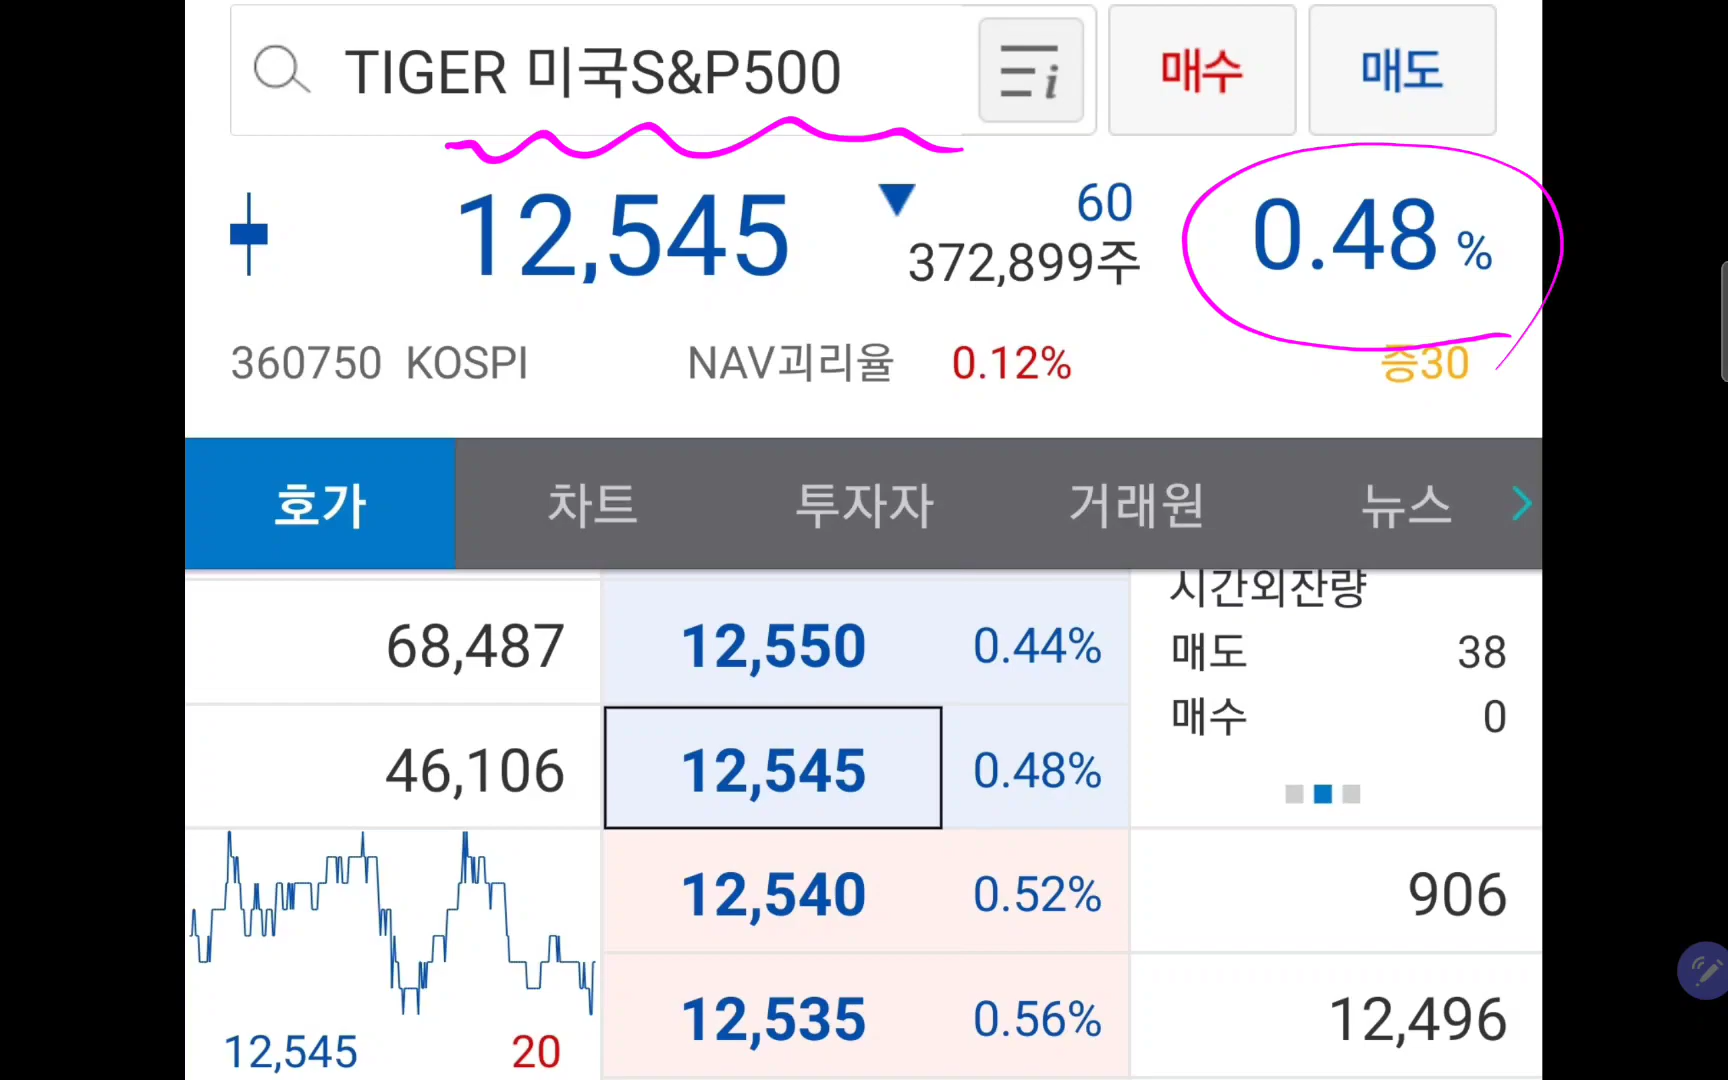 TIGER 미국S&P500
매수
매도
12,545
▼ 60
372,899주
0.48 %
360750 KOSPI
NAV괴리율 0.12%
증30
호가 차트 투자자 거래원 뉴스
시간외잔량
68,487 12,550 0.44%
매도 38
매수 0
46,106 12,545 0.48%
12,540 0.52% 906
12,535 0.56% 12,496
12,545 20